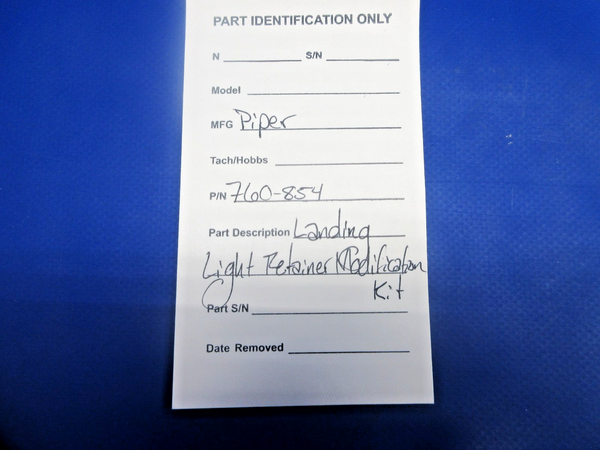 PART IDENTIFICATION ONLY
N S/N
Model
MFG Piper
Tach/Hobbs
P/N 760-854
Part Description Landing
Light Retainer Modification
Kit
Part S/N
Date Removed